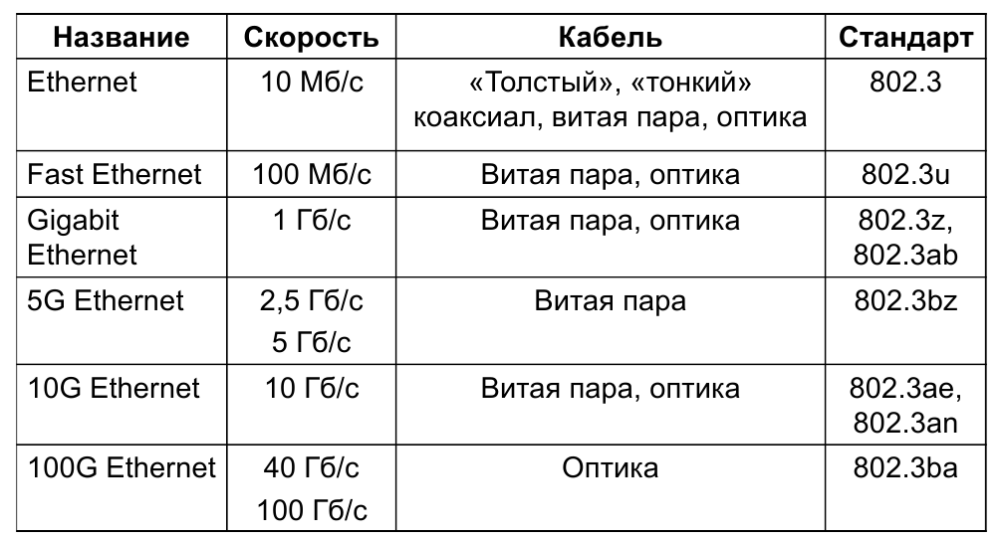 Название Скорость Кабель Стандарт
Ethernet 10 Мб/с «Толстый», «тонкий» 802.3
коаксиал, витая пара, оптика
Fast Ethernet 100 Мб/с Витая пара, оптика 802.3u
Gigabit 1 Гб/с Витая пара, оптика 802.3z,
Ethernet 802.3ab
5G Ethernet 2,5 Гб/с Витая пара 802.3bz
5 Гб/с
10G Ethernet 10 Гб/с Витая пара, оптика 802.3ae,
802.3an
100G Ethernet 40 Гб/с Оптика 802.3ba
100 Гб/с